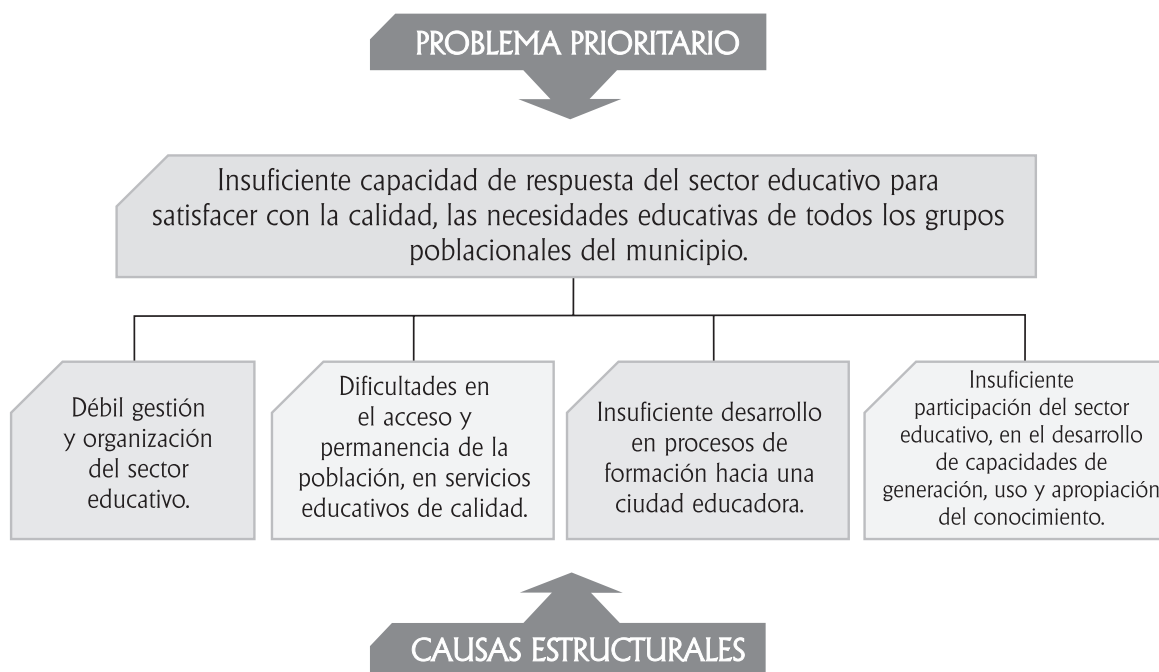 PROBLEMA PRIORITARIO
Insuficiente capacidad de respuesta del sector educativo para
satisfacer con la calidad, las necesidades educativas de todos los grupos
poblacionales del municipio.
Débil gestión
y organización
del sector
educativo.
Dificultades en
el acceso y
permanencia de la
población, en servicios
educativos de calidad.
Insuficiente desarrollo
en procesos de
formación hacia una
ciudad educadora.
Insuficiente
participación del sector
educativo, en el desarrollo
de capacidades de
generación, uso y apropiación
del conocimiento.
CAUSAS ESTRUCTURALES